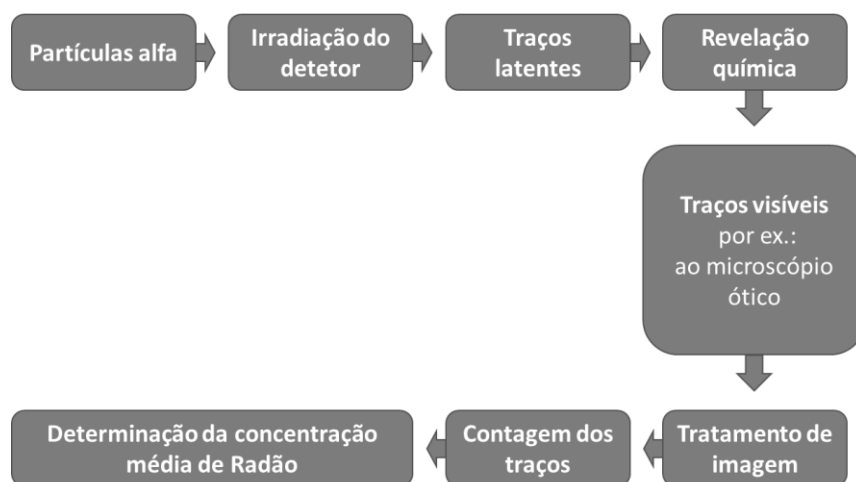 Partículas alfa
Irradiação do
detetor
Traços
latentes
Revelação
química
Traços visíveis
por ex.:
ao microscópio
ótico
Tratamento de
imagem
Contagem dos
traços
Determinação da concentração
média de Radão